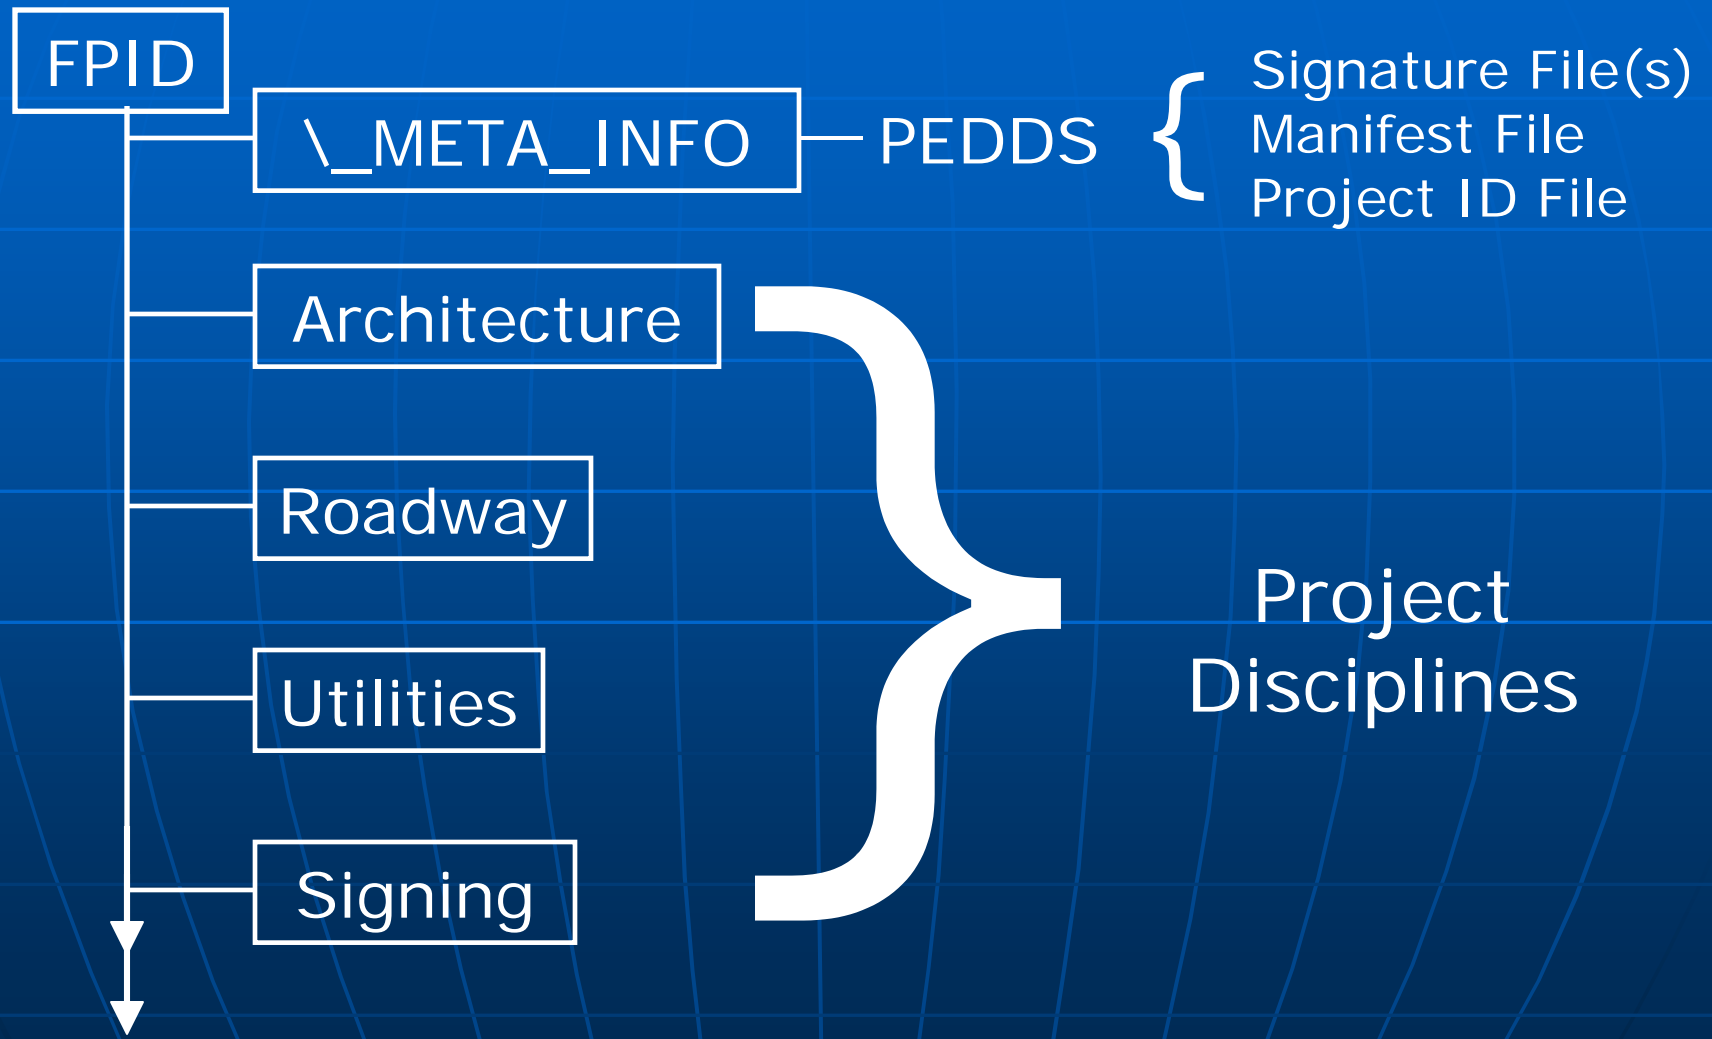 FPID
\_META_INFO
PEDDS
Signature File(s)
Manifest File
Project ID File
Architecture
Roadway
Utilities
Signing
Project
Disciplines